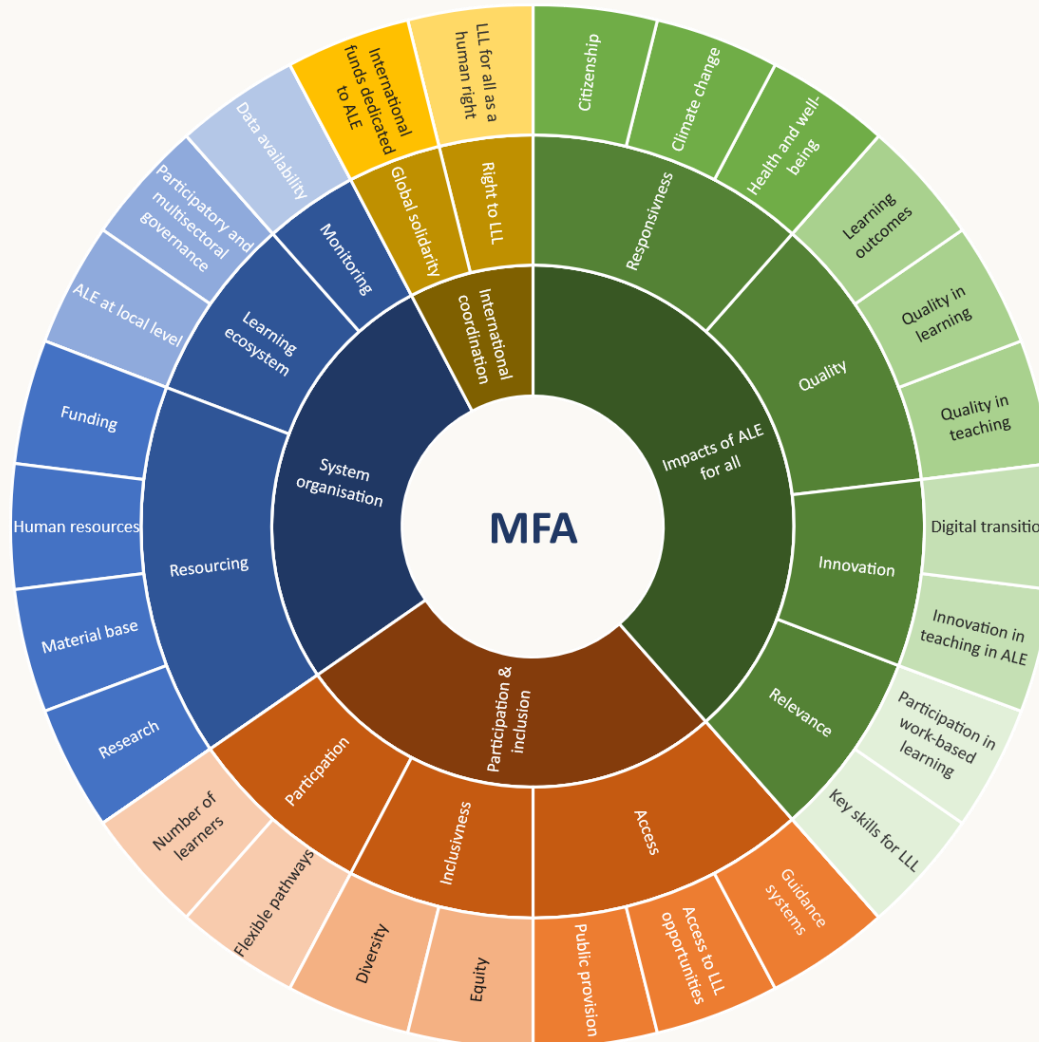 MFA
Impacts of ALE
for all
Responsivness
Citizenship
Climate change
Health and well-
being
Quality
Learning
outcomes
Quality in
learning
Quality in
teaching
Innovation
Digital transitio
Innovation in
teaching in ALE
Relevance
Participation in
work-based
learning
Key skills for LLL
Participation &
inclusion
Access
Guidance
systems
Access to LLL
opportunities
Public provision
Inclusivness
Equity
Diversity
Particpation
Flexible pathways
Number of
learners
System
organisation
Resourcing
Research
Material base
Human resources
Funding
Learning
ecosystem
ALE at local level
Participatory and
multisectoral
governance
Monitoring
Data availability
International
coordination
Global solidarity
International
funds dedicated
to ALE
Right to LLL
LLL for all as a
human right